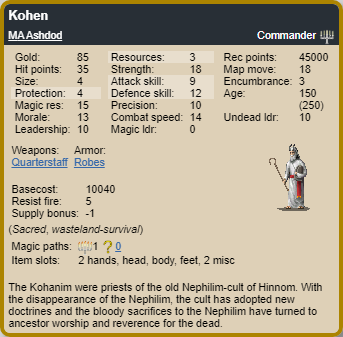 Kohen
MA Ashdod Commander
Gold: 85 Resources: 3 Rec points: 45000
Hit points: 35 Strength: 18 Map move: 18
Size: 4 Attack skill: 9 Encumbrance: 3
Protection: 4 Defence skill: 12 Age: 150
Magic res: 15 Precision: 10 (250)
Morale: 13 Combat speed: 14 Undead ldr: 10
Leadership: 10 Magic ldr: 0
Weapons: Armor:
Quarterstaff Robes
Basecost: 10040
Resist fire: 5
Supply bonus: -1
(Sacred, wasteland-survival)
Magic paths: 1 ?0
Item slots: 2 hands, head, body, feet, 2 misc
The Kohanim were priests of the old Nephilim-cult of Hinnom. With
the disappearance of the Nephilim, the cult has adopted new
doctrines and the bloody sacrifices to the Nephilim have turned to
ancestor worship and reverence for the dead.